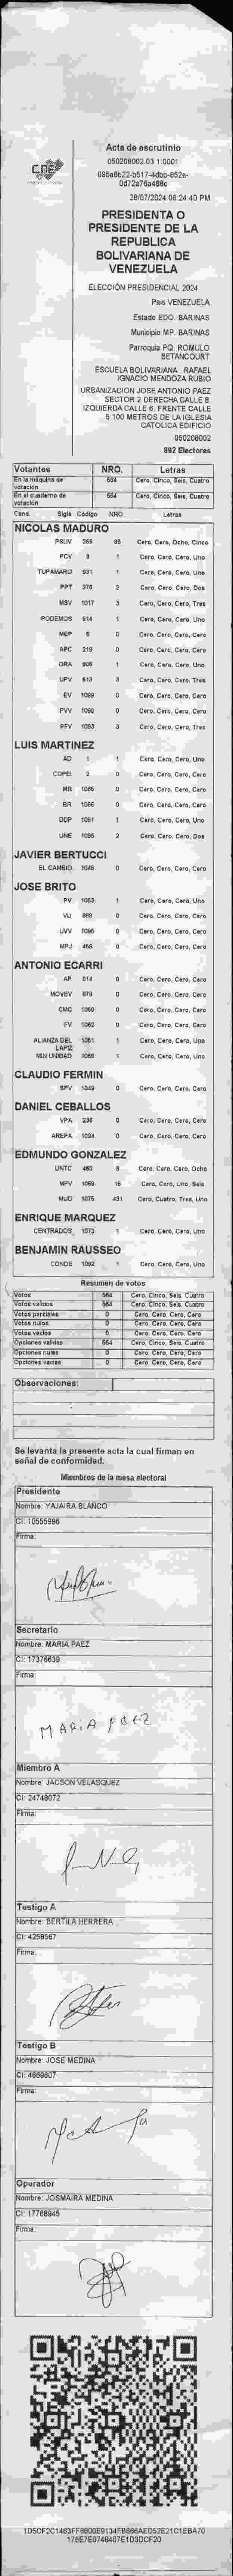 CNE
Acta de escrutinio
050208002.03.1.0001
28/07/2024 06:24:40 PM
PRESIDENTA O
PRESIDENTE DE LA
REPUBLICA
BOLIVARIANA DE
VENEZUELA
ELECCIÓN PRESIDENCIAL 2024
Pais VENEZUELA
Estado EDO. BARINAS
Municipio MP. BARINAS
Parroquia PQ. ROMULO
BETANCOURT
ESCUELA BOLIVARIANA RAFAEL
IGNACIO MENDOZA RUBIO
URBANIZACION JOSE ANTONIO PAEZ
SECTOR 2 DERECHA CALLE 8.
IZQUIERDA CALLE 6. FRENTE CALLE
5 100 METROS DE LA IGLESIA
CATOLICA EDIFICIO
050208002
892 Electores
Votantes NRO. Letras
En la máquina de votación 564 Cero, Cinco, Seis, Cuatro
En el cuaderno de votación 564 Cero, Cinco, Seis, Cuatro
Cand. Sigla Código NRO Letras
NICOLAS MADURO
PSUV 269 85 Cero, Cero, Ocho, Cinco
PCV 9 1 Cero, Cero, Cero, Uno
TUPAMARO 931 1 Cero, Cero, Cero, Uno
PPT 276 2 Cero, Cero, Cero, Dos
MSV 1017 3 Cero, Cero, Cero, Tres
PODEMOS 614 1 Cero, Cero, Cero, Uno
MEP 6 0 Cero, Cero, Cero, Cero
APC 219 0 Cero, Cero, Cero, Cero
ORA 906 1 Cero, Cero, Cero, Uno
UPV 613 3 Cero, Cero, Cero, Tres
EV 1099 0 Cero, Cero, Cero, Cero
PVV 1090 0 Cero, Cero, Cero, Cero
PFV 1093 3 Cero, Cero, Cero, Tres
LUIS MARTINEZ
AD 1 1 Cero, Cero, Cero, Uno
COPEI 2 0 Cero, Cero, Cero, Cero
MR 1085 0 Cero, Cero, Cero, Cero
BR 1066 0 Cero, Cero, Cero, Cero
DDP 1091 1 Cero, Cero, Cero, Uno
UNE 1095 2 Cero, Cero, Cero, Dos
JAVIER BERTUCCI
EL CAMBIO 1046 0 Cero, Cero, Cero, Cero
JOSE BRITO
PV 1053 1 Cero, Cero, Cero, Uno
VU 989 0 Cero, Cero, Cero, Cero
UVV 1096 0 Cero, Cero, Cero, Cero
MPJ 458 0 Cero, Cero, Cero, Cero
ANTONIO ECARRI
AP 914 0 Cero, Cero, Cero, Cero
MOVEV 979 0 Cero, Cero, Cero, Cero
CMC 1050 0 Cero, Cero, Cero, Cero
FV 1062 0 Cero, Cero, Cero, Cero
ALIANZA DEL LAPIZ 1051 1 Cero, Cero, Cero, Uno
MIN UNIDAD 1068 1 Cero, Cero, Cero, Uno
CLAUDIO FERMIN
SPV 1049 0 Cero, Cero, Cero, Cero
DANIEL CEBALLOS
VPA 236 0 Cero, Cero, Cero, Cero
AREPA 1094 0 Cero, Cero, Cero, Cero
EDMUNDO GONZALEZ
UNTC 460 8 Cero, Cero, Cero, Ocho
MPV 1069 16 Cero, Cero, Uno, Seis
MUD 1075 431 Cero, Cuatro, Tres, Uno
ENRIQUE MARQUEZ
CENTRADOS 1073 1 Cero, Cero, Cero, Uno
BENJAMIN RAUSSEO
CONDE 1092 1 Cero, Cero, Cero, Uno
Resumen de votos
Votos 564 Cero, Cinco, Seis, Cuatro
Votos válidos 564 Cero, Cinco, Seis, Cuatro
Votos parciales 0 Cero, Cero, Cero, Cero
Votos nulos 0 Cero, Cero, Cero, Cero
Votos vacíos 0 Cero, Cero, Cero, Cero
Opciones válidas 564 Cero, Cinco, Seis, Cuatro
Opciones nulas 0 Cero, Cero, Cero, Cero
Opciones vacías 0 Cero, Cero, Cero, Cero
Observaciones:
Se levanta la presente acta la cual firman en
señal de conformidad.
Miembros de la mesa electoral
Presidente
Nombre: YAJAIRA BLANCO
CI: 10555995
Firma:
Secretario
Nombre: MARIA PAEZ
CI: 17376639
Firma:
MARIA PAEZ
Miembro A
Nombre: JACSON VELASQUEZ
CI: 24748072
Firma:
Testigo A
Nombre: BERTILA HERRERA
CI: 4258567
Firma:
Testigo B
Nombre: JOSE MEDINA
CI: 4669607
Firma:
Operador
Nombre: JOSMAIRA MEDINA
CI: 17768945
Firma: